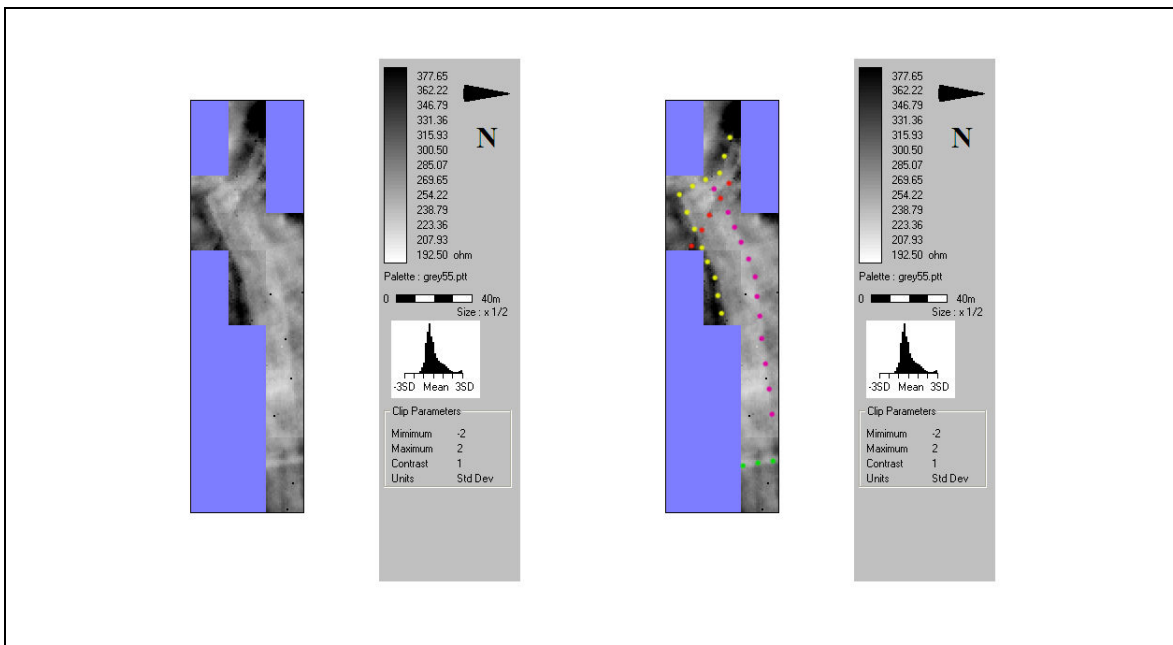 377.65
362.22
346.79
331.36
315.93
300.50
285.07
269.65
254.22
238.79
223.36
207.93
192.50 ohm
N
Palette : grey55.ptt
0 40m
Size : x 1/2
-3SD Mean 3SD
Clip Parameters
Mimimum -2
Maximum 2
Contrast 1
Units Std Dev
377.65
362.22
346.79
331.36
315.93
300.50
285.07
269.65
254.22
238.79
223.36
207.93
192.50 ohm
N
Palette : grey55.ptt
0 40m
Size : x 1/2
-3SD Mean 3SD
Clip Parameters
Mimimum -2
Maximum 2
Contrast 1
Units Std Dev